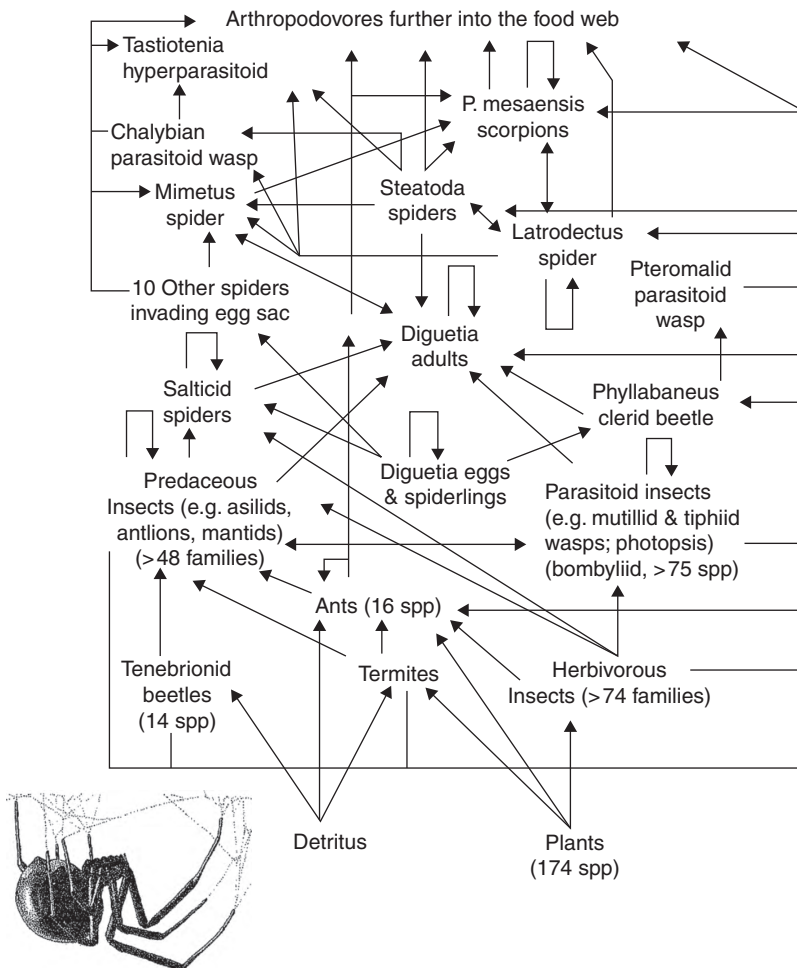 Arthropodovores further into the food web
Tastiotenia
hyperparasitoid
P. mesaensis
scorpions
Chalybian
parasitoid wasp
Mimetus
spider
Steatoda
spiders
Latrodectus
spider
Pteromalid
parasitoid
wasp
10 Other spiders
invading egg sac
Diguetia
adults
Salticid
spiders
Phyllabaneus
clerid beetle
Predaceous
Insects (e.g. asilids,
antlions, mantids)
(>48 families)
Diguetia eggs
& spiderlings
Parasitoid insects
(e.g. mutillid & tiphiid
wasps; photopsis)
(bombyliid, >75 spp)
Ants (16 spp)
Tenebrionid
beetles
(14 spp)
Termites
Herbivorous
Insects (>74 families)
Detritus
Plants
(174 spp)